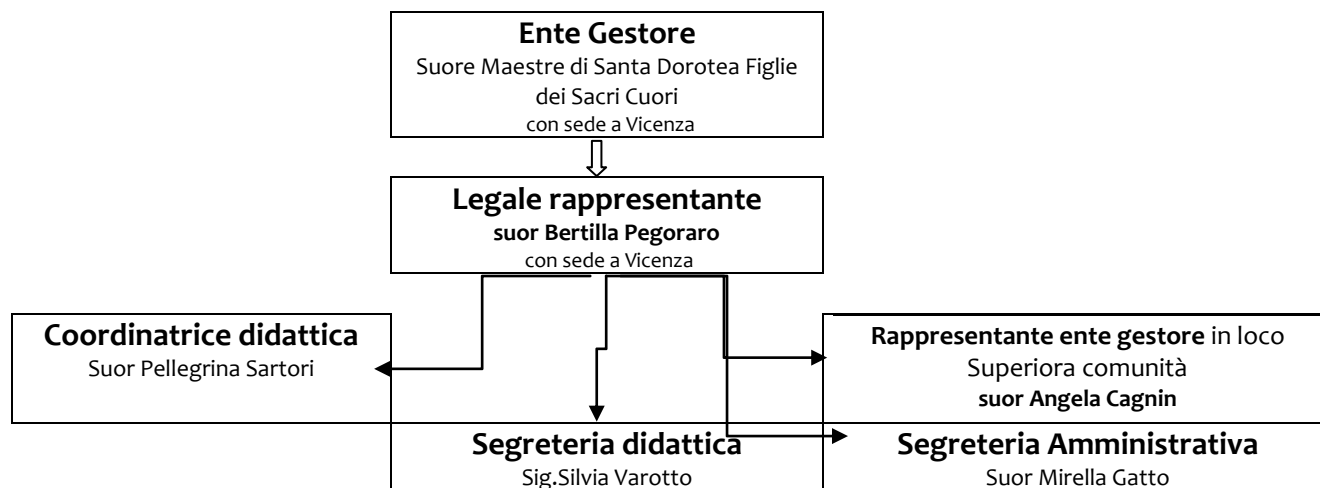 Ente Gestore
Suore Maestre di Santa Dorotea Figlie
dei Sacri Cuori
con sede a Vicenza
Legale rappresentante
suor Bertilla Pegoraro
con sede a Vicenza
Coordinatrice didattica
Suor Pellegrina Sartori
Rappresentante ente gestore in loco
Superiora comunità
suor Angela Cagnin
Segreteria didattica
Sig.Silvia Varotto
Segreteria Amministrativa
Suor Mirella Gatto